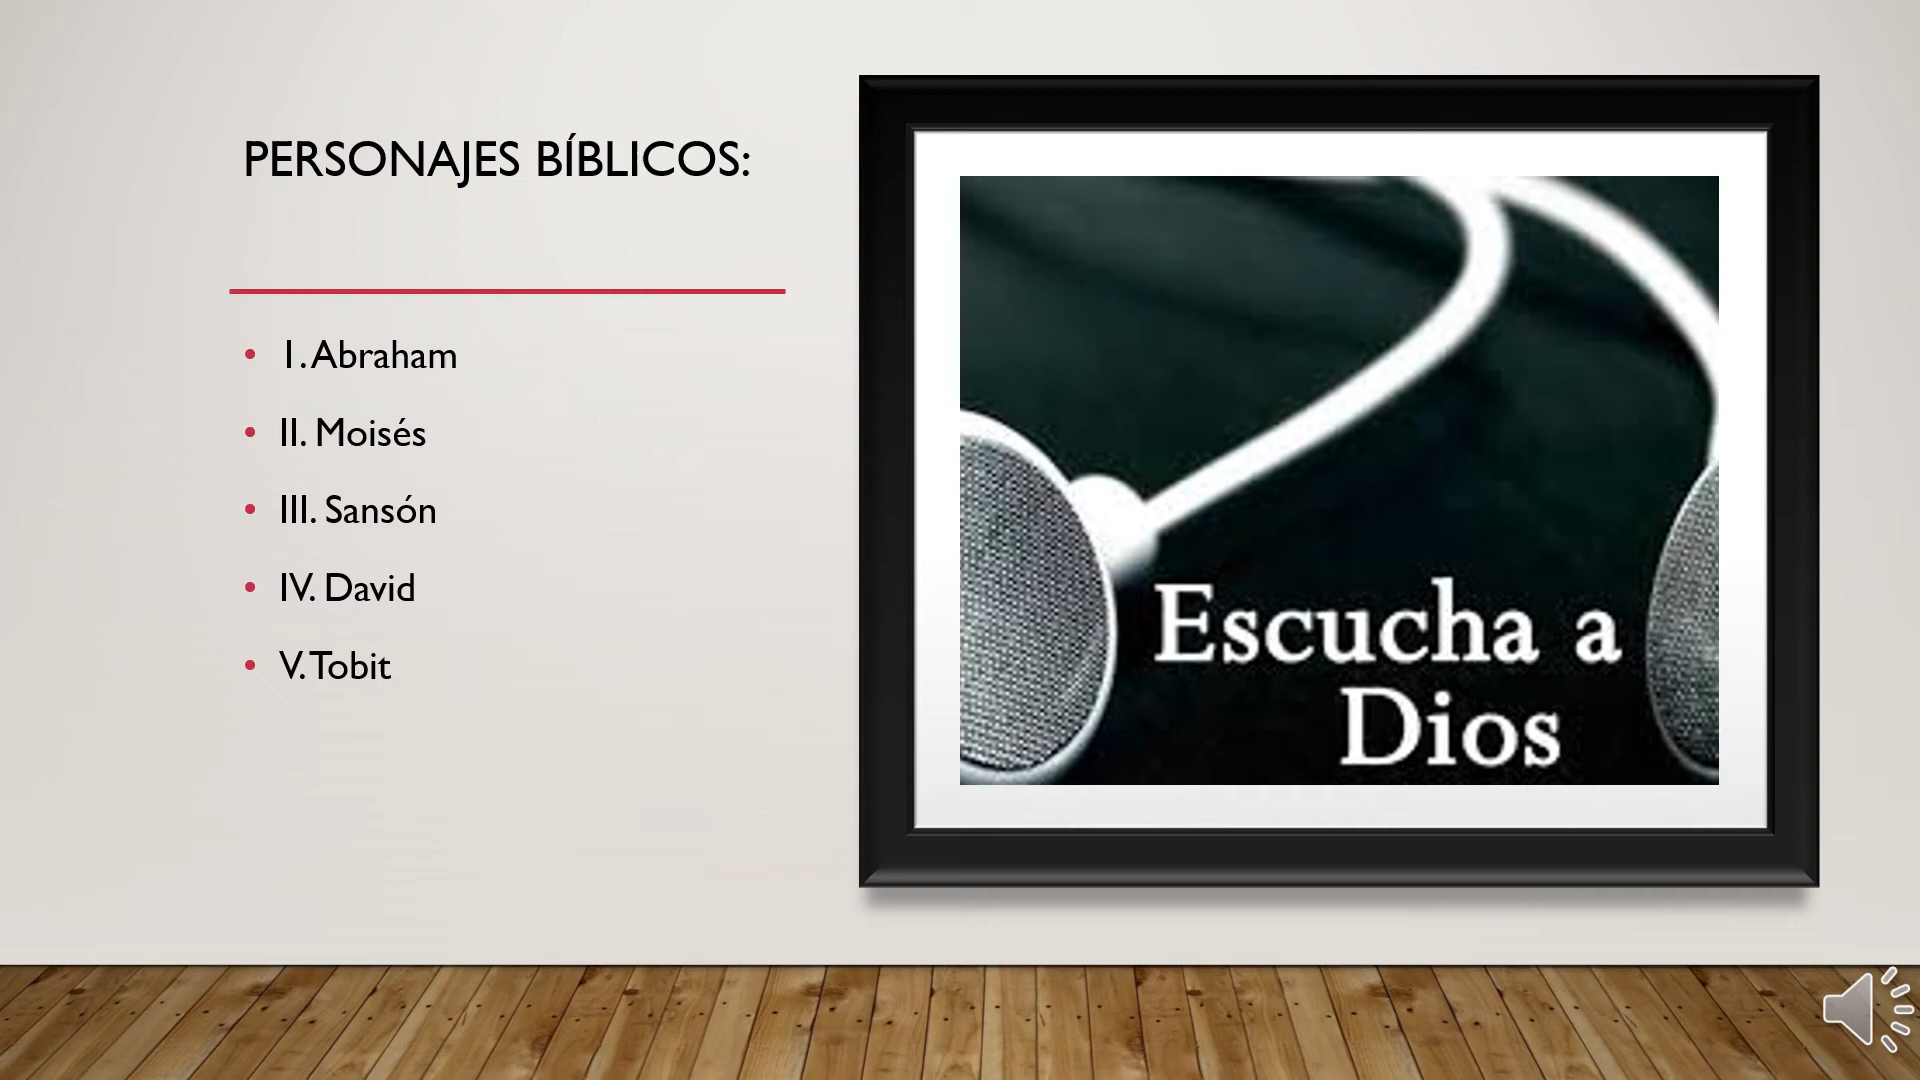 PERSONAJES BÍBLICOS:
I. Abraham
II. Moisés
III. Sansón
IV. David
V. Tobit
Escucha a
Dios